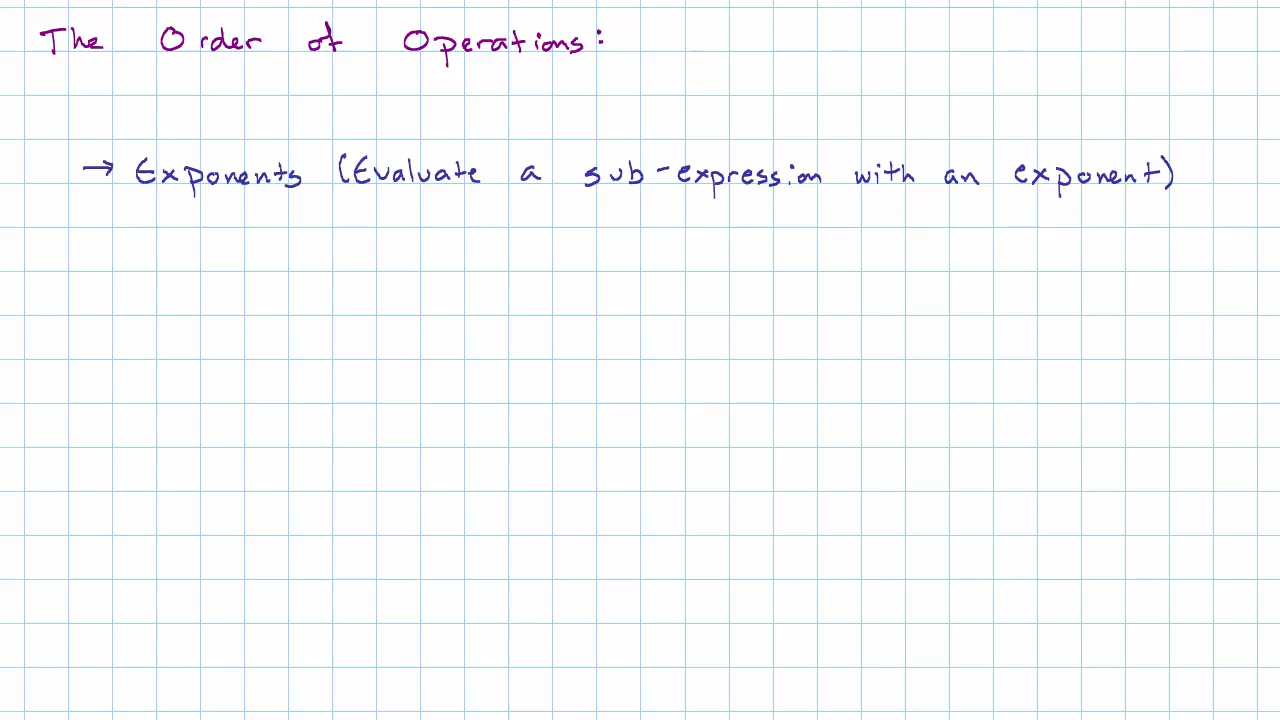 The Order of Operations:
→ Exponents (Evaluate a sub-expression with an exponent)